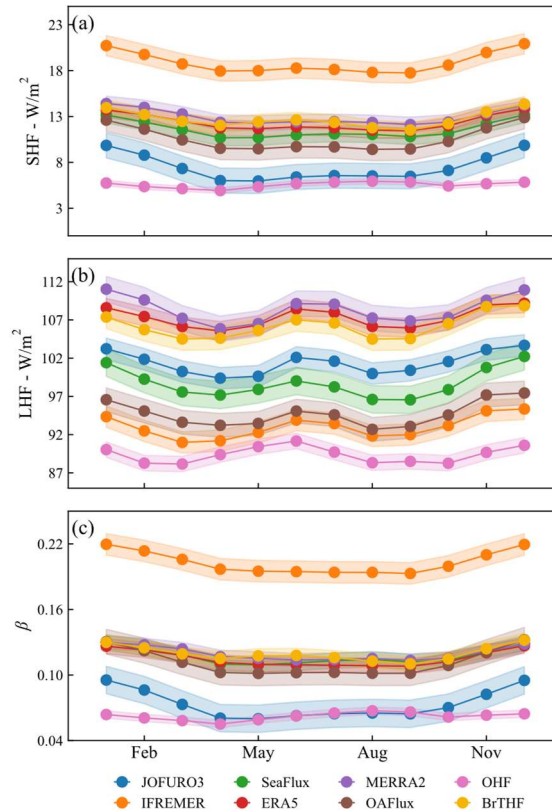 (a)
23
18
13
8
3
SHF - W/m²
(b)
112
107
102
97
92
87
LHF - W/m²
(c)
0.22
0.16
0.10
0.04
β
Feb May Aug Nov
JOFURO3 SeaFlux MERRA2 OHF
IFREMER ERA5 OAFlux BrTHF